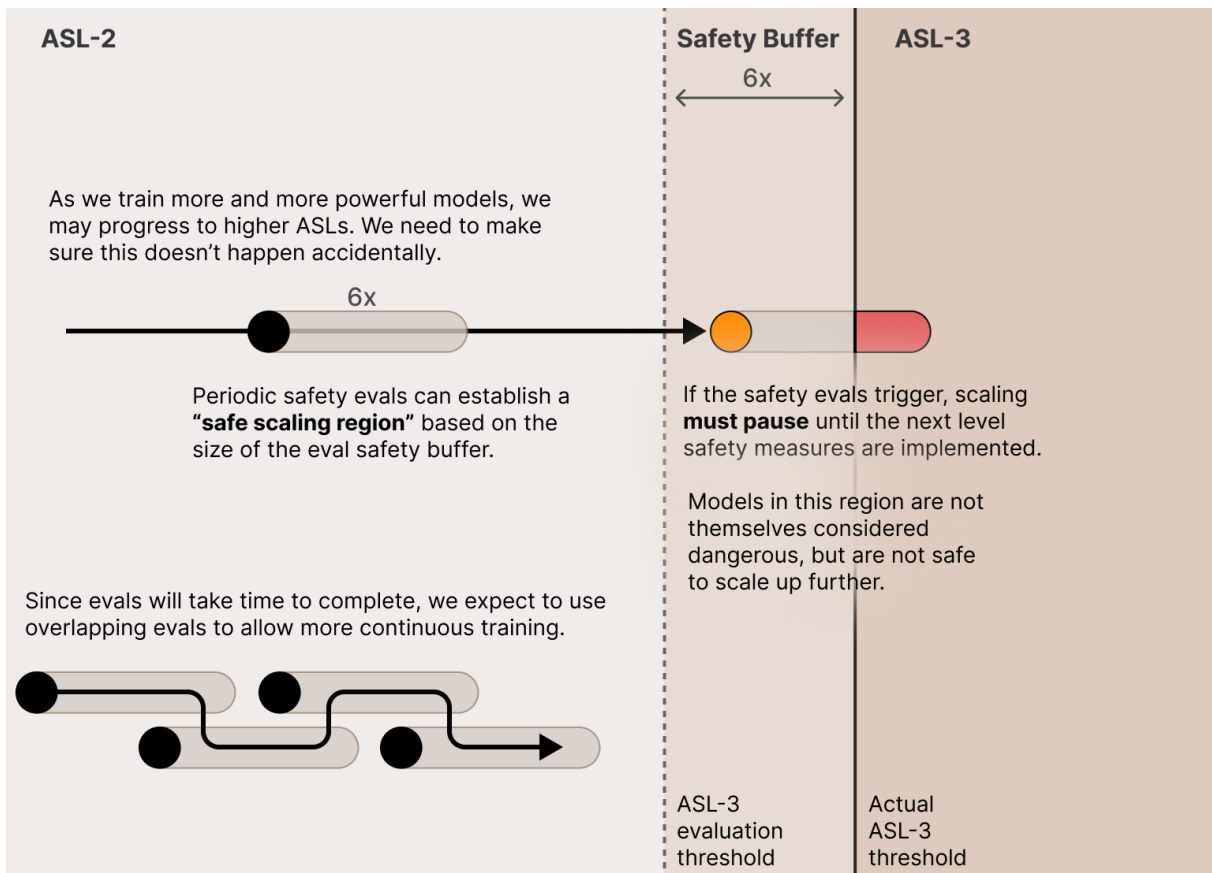 ASL-2
Safety Buffer
ASL-3
6x
As we train more and more powerful models, we
may progress to higher ASLs. We need to make
sure this doesn’t happen accidentally.
6x
Periodic safety evals can establish a
“safe scaling region” based on the
size of the eval safety buffer.
If the safety evals trigger, scaling
must pause until the next level
safety measures are implemented.
Models in this region are not
themselves considered
dangerous, but are not safe
to scale up further.
Since evals will take time to complete, we expect to use
overlapping evals to allow more continuous training.
ASL-3
evaluation
threshold
Actual
ASL-3
threshold